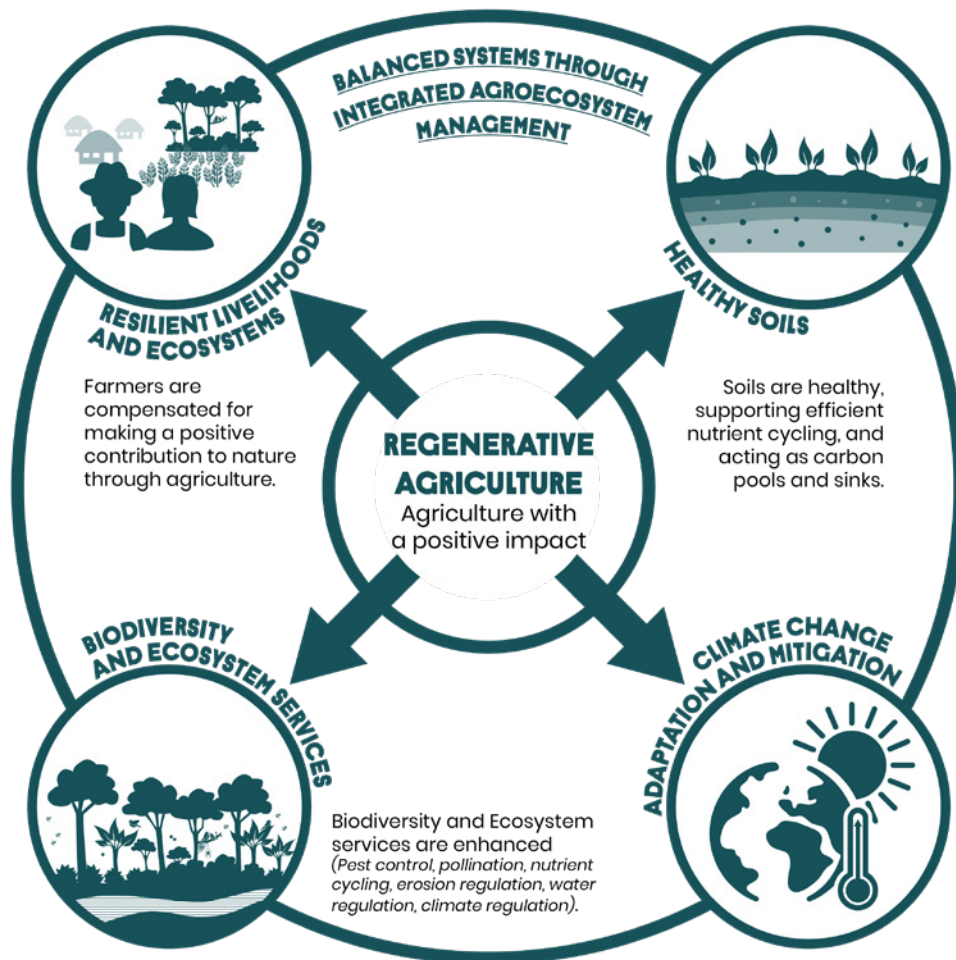 BALANCED SYSTEMS THROUGH
INTEGRATED AGROECOSYSTEM
MANAGEMENT
RESILIENT LIVELIHOODS
AND ECOSYSTEMS
Farmers are
compensated for
making a positive
contribution to nature
through agriculture.
HEALTHY SOILS
Soils are healthy,
supporting efficient
nutrient cycling, and
acting as carbon
pools and sinks.
REGENERATIVE
AGRICULTURE
Agriculture with
a positive impact
BIODIVERSITY
AND ECOSYSTEM SERVICES
Biodiversity and Ecosystem
services are enhanced
(Pest control, pollination, nutrient
cycling, erosion regulation, water
regulation, climate regulation).
CLIMATE CHANGE
ADAPTATION AND MITIGATION